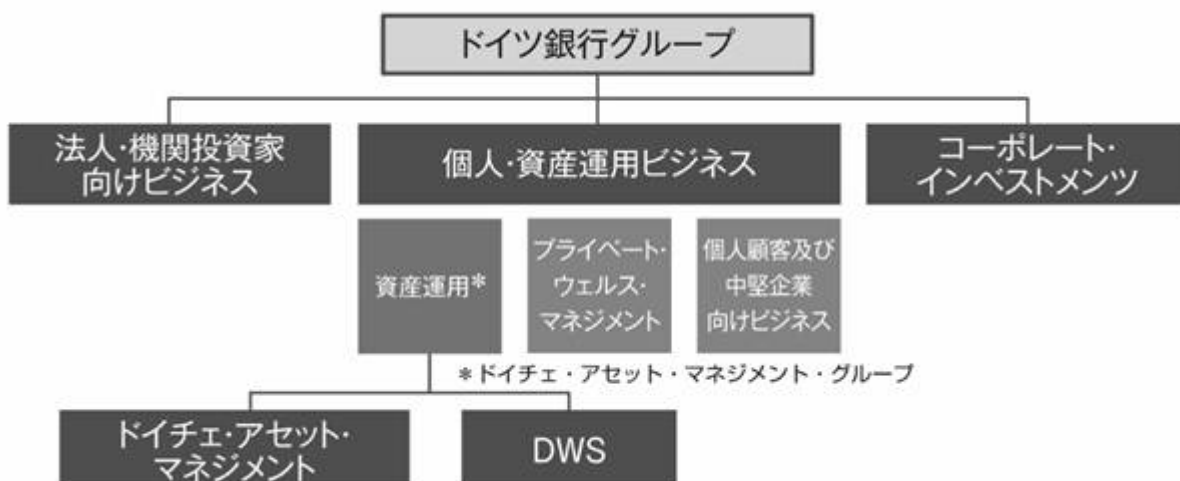 ドイツ銀行グループ
法人・機関投資家
向けビジネス
個人・資産運用ビジネス
コーポレート・
インベストメンツ
資産運用*
プライベート・
ウェルス・
マネジメント
個人顧客及び
中堅企業
向けビジネス
*ドイチェ・アセット・マネジメント・グループ
ドイチェ・アセット・
マネジメント
DWS